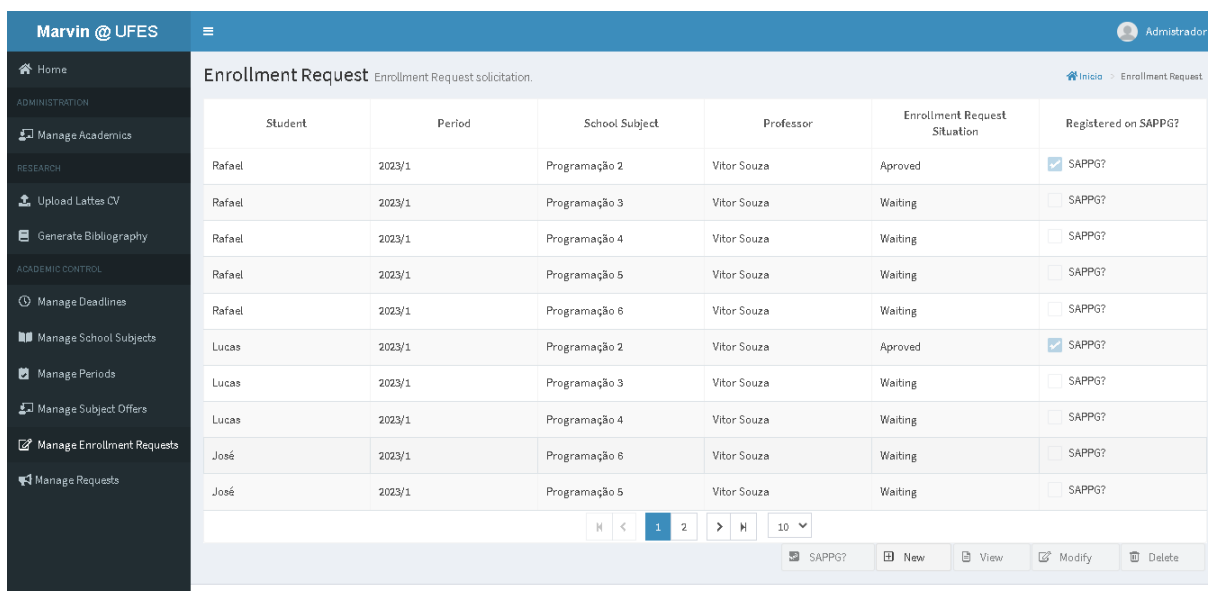 Marvin @ UFES
Admistrador
Home
ADMINISTRATION
Manage Academics
RESEARCH
Upload Lattes CV
Generate Bibliography
ACADEMIC CONTROL
Manage Deadlines
Manage School Subjects
Manage Periods
Manage Subject Offers
Manage Enrollment Requests
Manage Requests
Enrollment Request Enrollment Request solicitation.
Inicio > Enrollment Request
Student Period School Subject Professor Enrollment Request Situation Registered on SAPPG?
Rafael 2023/1 Programação 2 Vitor Souza Aproved SAPPG?
Rafael 2023/1 Programação 3 Vitor Souza Waiting SAPPG?
Rafael 2023/1 Programação 4 Vitor Souza Waiting SAPPG?
Rafael 2023/1 Programação 5 Vitor Souza Waiting SAPPG?
Rafael 2023/1 Programação 6 Vitor Souza Waiting SAPPG?
Lucas 2023/1 Programação 2 Vitor Souza Aproved SAPPG?
Lucas 2023/1 Programação 3 Vitor Souza Waiting SAPPG?
Lucas 2023/1 Programação 4 Vitor Souza Waiting SAPPG?
José 2023/1 Programação 6 Vitor Souza Waiting SAPPG?
José 2023/1 Programação 5 Vitor Souza Waiting SAPPG?
1 2 10
SAPPG? New View Modify Delete